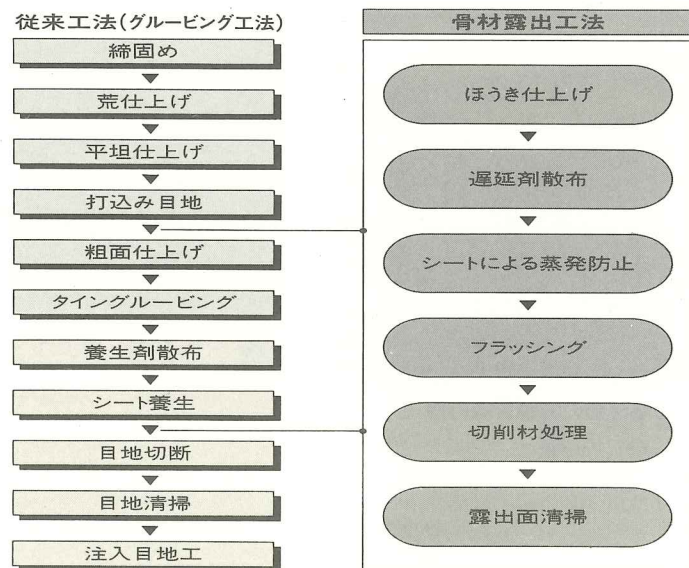 従来工法(グルービング工法)
締固め
荒仕上げ
平坦仕上げ
打込み目地
粗面仕上げ
タイングルービング
養生剤散布
シート養生
目地切断
目地清掃
注入目地工
骨材露出工法
ほうき仕上げ
遅延剤散布
シートによる蒸発防止
フラッシング
切削材処理
露出面清掃